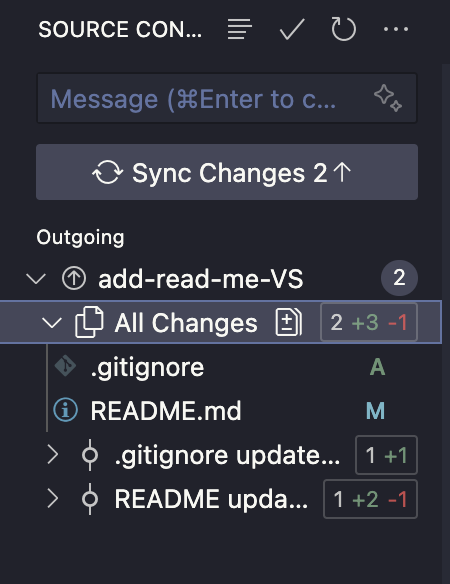 SOURCE CON...
Message (⌘Enter to c...
Sync Changes 2↑
Outgoing
add-read-me-VS 2
All Changes 2 +3 -1
.gitignore A
README.md M
.gitignore update... 1 +1
README upda... 1 +2 -1